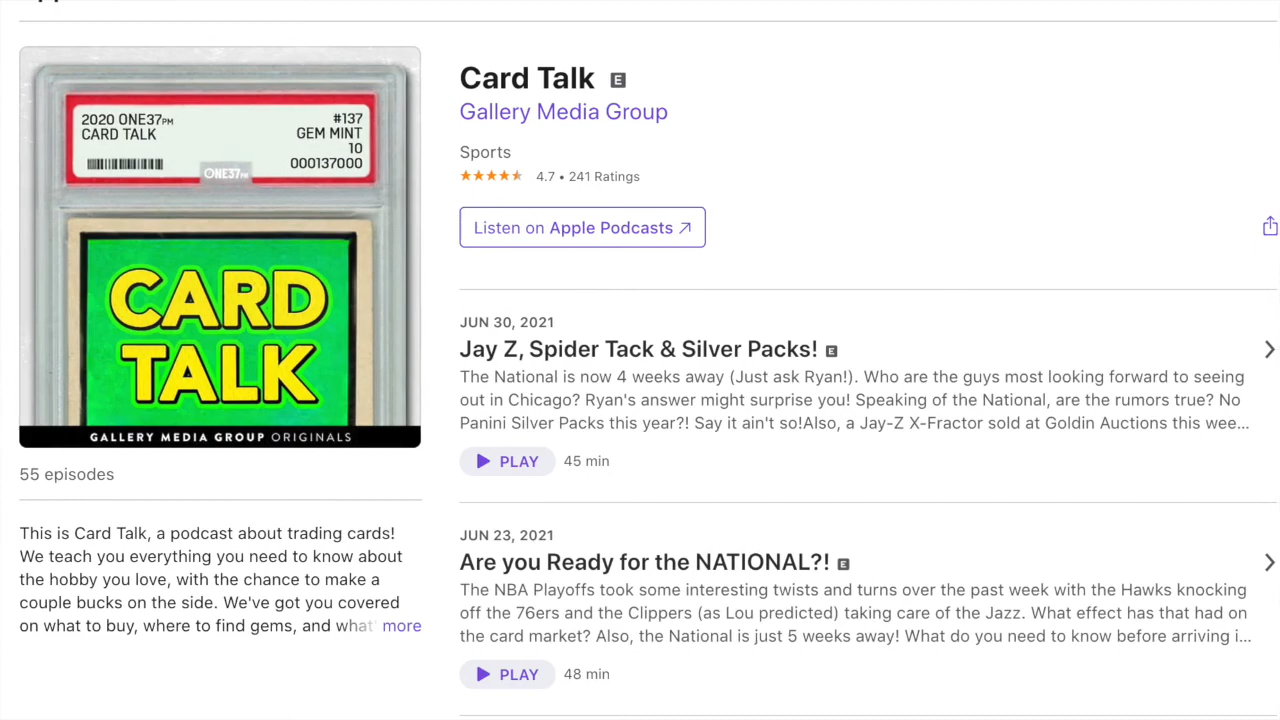 2020 ONE37PM
CARD TALK
#137
GEM MINT
10
000137000
ONE37PM
CARD
TALK
GALLERY MEDIA GROUP ORIGINALS
55 episodes
This is Card Talk, a podcast about trading cards!
We teach you everything you need to know about
the hobby you love, with the chance to make a
couple bucks on the side. We've got you covered
on what to buy, where to find gems, and what' more
Card Talk E
Gallery Media Group
Sports
4.7 • 241 Ratings
Listen on Apple Podcasts
JUN 30, 2021
Jay Z, Spider Tack & Silver Packs! E
The National is now 4 weeks away (Just ask Ryan!). Who are the guys most looking forward to seeing
out in Chicago? Ryan's answer might surprise you! Speaking of the National, are the rumors true? No
Panini Silver Packs this year?! Say it ain't so!Also, a Jay-Z X-Fractor sold at Goldin Auctions this wee...
PLAY 45 min
JUN 23, 2021
Are you Ready for the NATIONAL?! E
The NBA Playoffs took some interesting twists and turns over the past week with the Hawks knocking
off the 76ers and the Clippers (as Lou predicted) taking care of the Jazz. What effect has that had on
the card market? Also, the National is just 5 weeks away! What do you need to know before arriving i...
PLAY 48 min